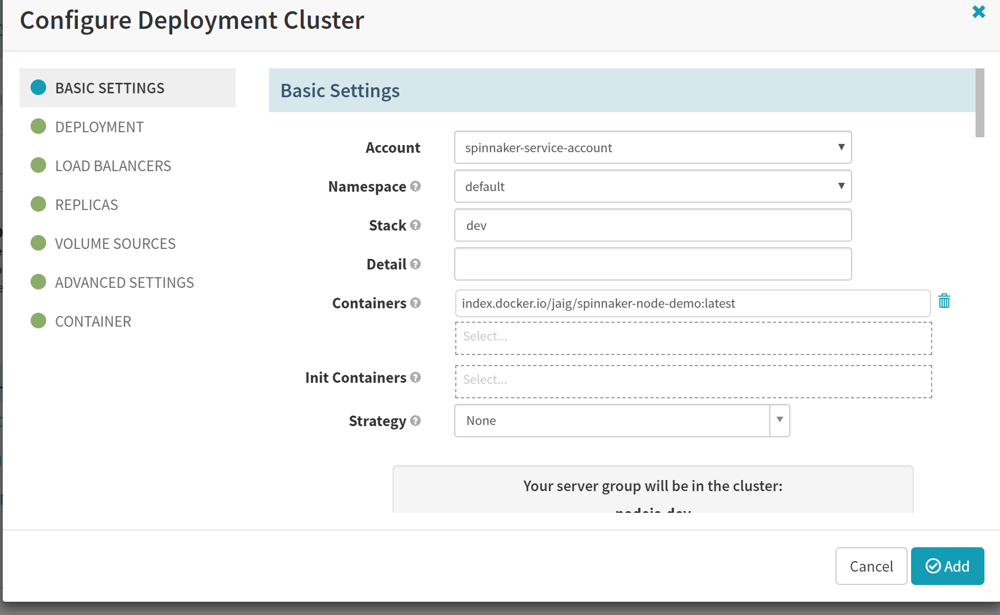 Configure Deployment Cluster
BASIC SETTINGS
DEPLOYMENT
LOAD BALANCERS
REPLICAS
VOLUME SOURCES
ADVANCED SETTINGS
CONTAINER
Basic Settings
Account
spinnaker-service-account
Namespace
default
Stack
dev
Detail
Containers
index.docker.io/jaig/spinnaker-node-demo:latest
Select...
Init Containers
Select...
Strategy
None
Your server group will be in the cluster:
nodejs-dev
Cancel
Add